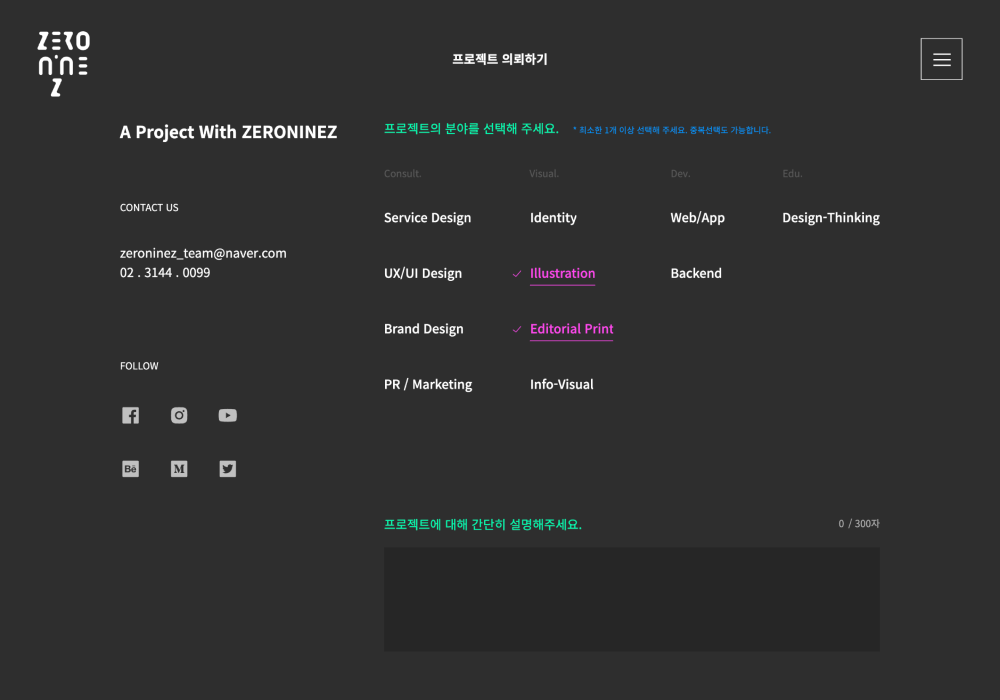 ZERO
NINE
Z
프로젝트 의뢰하기
A Project With ZERONINEZ
CONTACT US
zeroninez_team@naver.com
02 . 3144 . 0099
FOLLOW
Bē
M
프로젝트의 분야를 선택해 주세요.
* 최소한 1개 이상 선택해 주세요. 중복선택도 가능합니다.
Consult.
Visual.
Dev.
Edu.
Service Design
Identity
Web/App
Design-Thinking
UX/UI Design
Illustration
Backend
Brand Design
Editorial Print
PR / Marketing
Info-Visual
프로젝트에 대해 간단히 설명해주세요.
0 / 300자